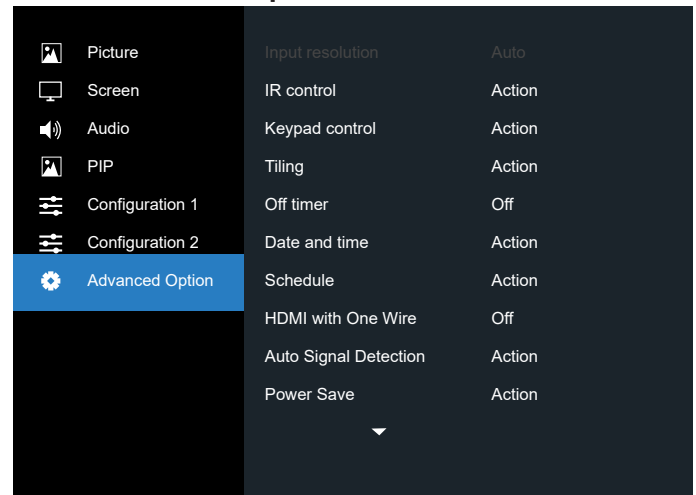 Picture
Screen
Audio
PIP
Configuration 1
Configuration 2
Advanced Option
Input resolution Auto
IR control Action
Keypad control Action
Tiling Action
Off timer Off
Date and time Action
Schedule Action
HDMI with One Wire Off
Auto Signal Detection Action
Power Save Action